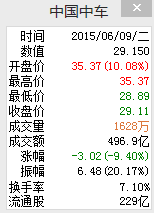 中国中车
时间 2015/06/09/二
数值 29.150
开盘价 35.37(10.08%)
最高价 35.37
最低价 28.89
收盘价 29.11
成交量 1628万
成交额 496.9亿
涨幅 -3.02(-9.40%)
振幅 6.48(20.17%)
换手率 7.10%
流通股 229亿